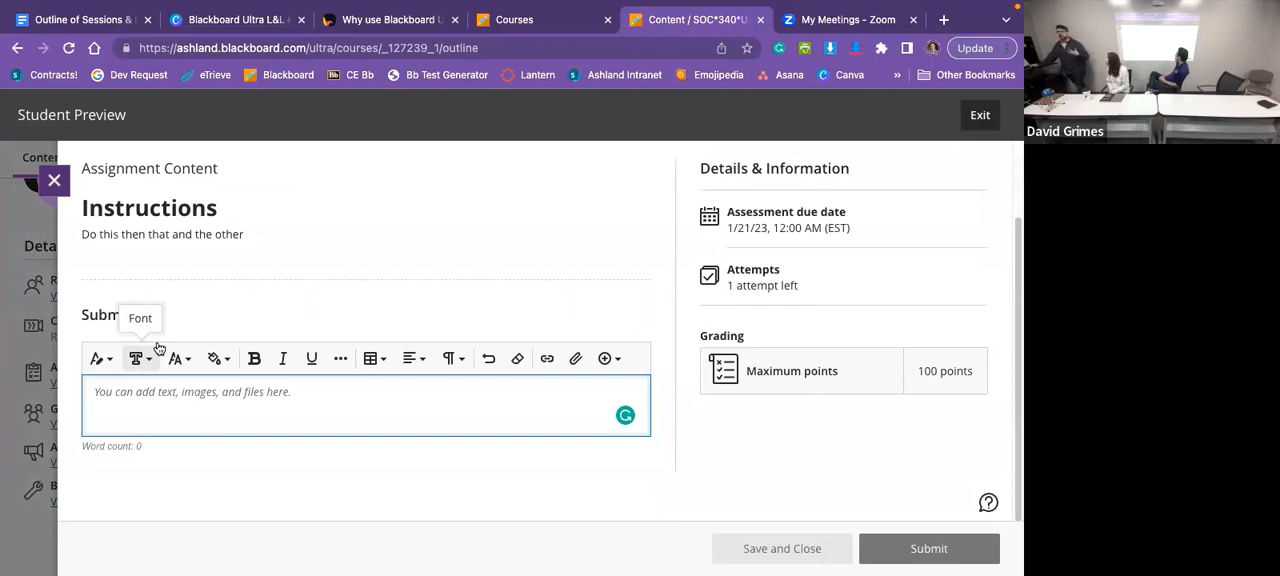 Outline of Sessions &
Blackboard Ultra L&L
Why use Blackboard U
Courses
Content / SOC*340*U
My Meetings - Zoom
https://ashland.blackboard.com/ultra/courses/_127239_1/outline
Update
Contracts!
Dev Request
eTrieve
Blackboard
CE Bb
Bb Test Generator
Lantern
Ashland Intranet
Emojipedia
Asana
Canva
»
Other Bookmarks
David Grimes
Student Preview
Exit
Conten
Deta
Assignment Content
Instructions
Do this then that and the other
Subm
Font
B I U
You can add text, images, and files here.
Word count: 0
Details & Information
Assessment due date
1/21/23, 12:00 AM (EST)
Attempts
1 attempt left
Grading
Maximum points
100 points
Save and Close
Submit